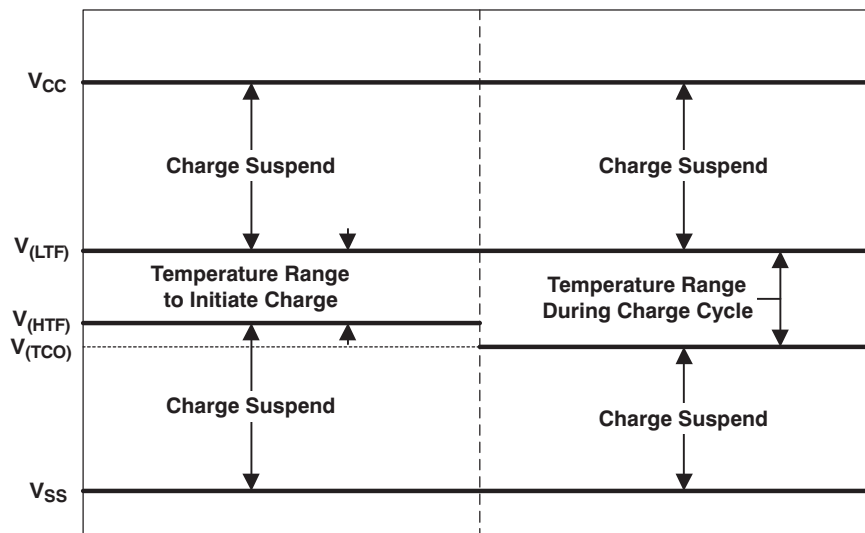 VCC
Charge Suspend
Charge Suspend
V(LTF)
Temperature Range
to Initiate Charge
Temperature Range
During Charge Cycle
V(HTF)
V(TCO)
Charge Suspend
Charge Suspend
VSS